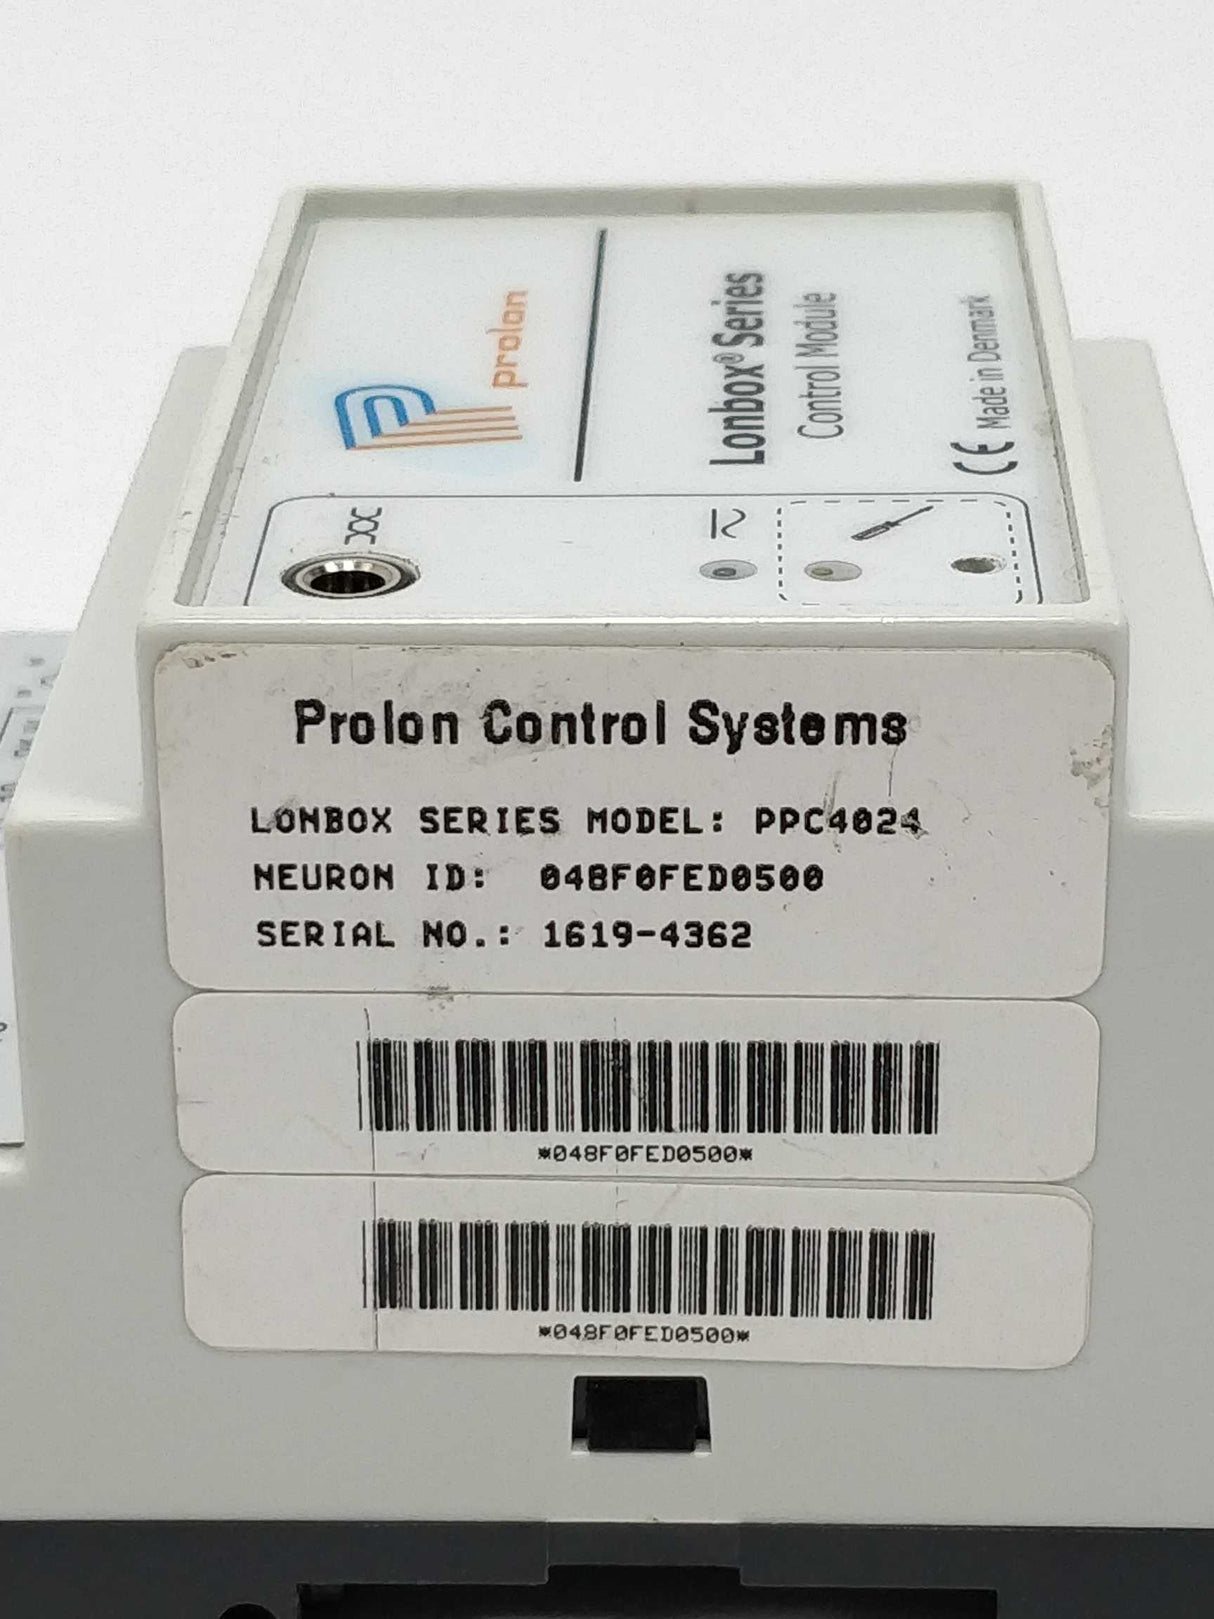 prolon
Lonbox® Series
Control Module
CE Made in Denmark
Prolon Control Systems
LONBOX SERIES MODEL: PPC4024
NEURON ID: 048F0FED0500
SERIAL NO.: 1619-4362
*048F0FED0500*
*048F0FED0500*